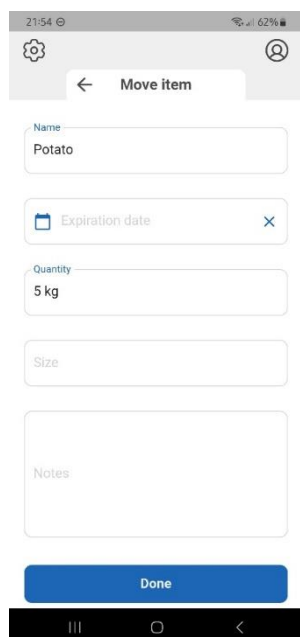 21:54
62%
Move item
Name
Potato
Expiration date
Quantity
5 kg
Size
Notes
Done